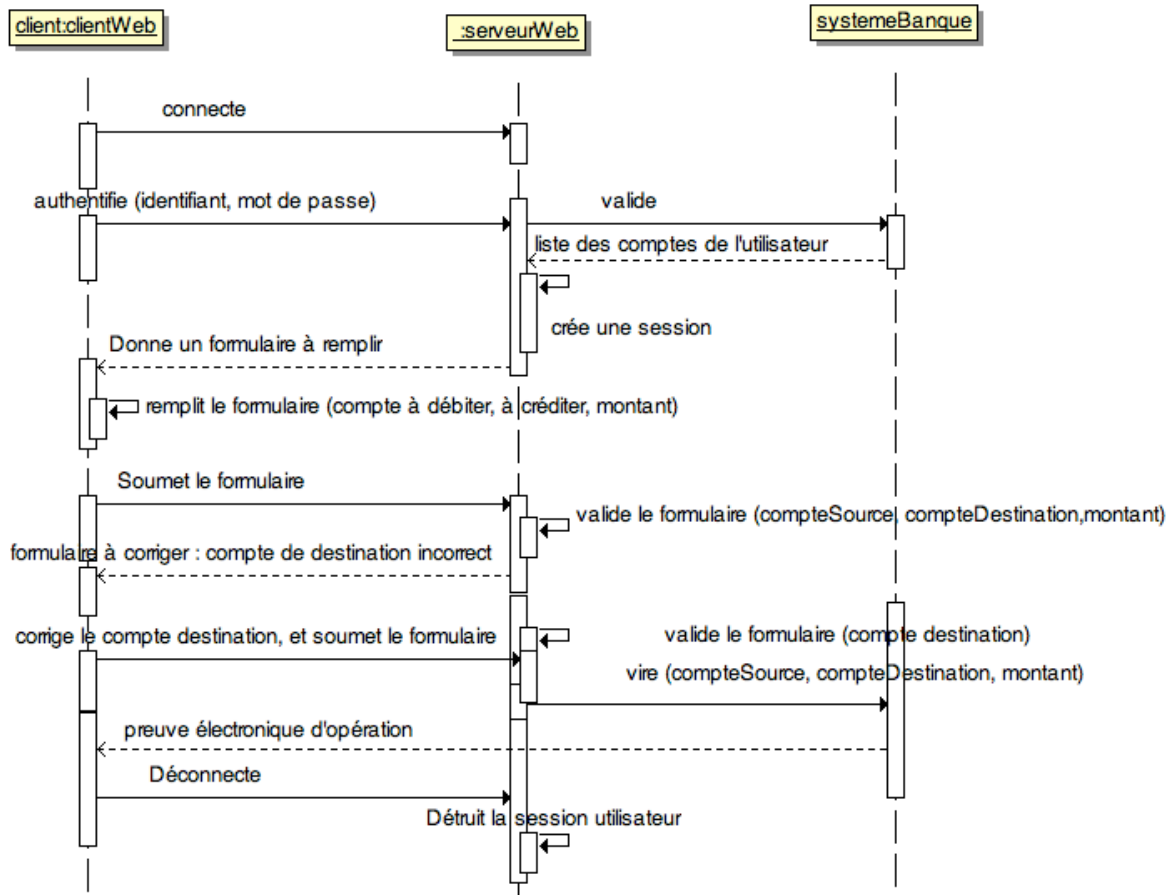 client:clientWeb
:serveurWeb
systemeBanque
connecte
authentifie (identifiant, mot de passe)
valide
liste des comptes de l'utilisateur
crée une session
Donne un formulaire à remplir
remplit le formulaire (compte à débiter, à créditer, montant)
Soumet le formulaire
valide le formulaire (compteSource, compteDestination,montant)
formulaire à corriger : compte de destination incorrect
corrige le compte destination, et soumet le formulaire
valide le formulaire (compte destination)
vire (compteSource, compteDestination, montant)
preuve électronique d'opération
Déconnecte
Détruit la session utilisateur